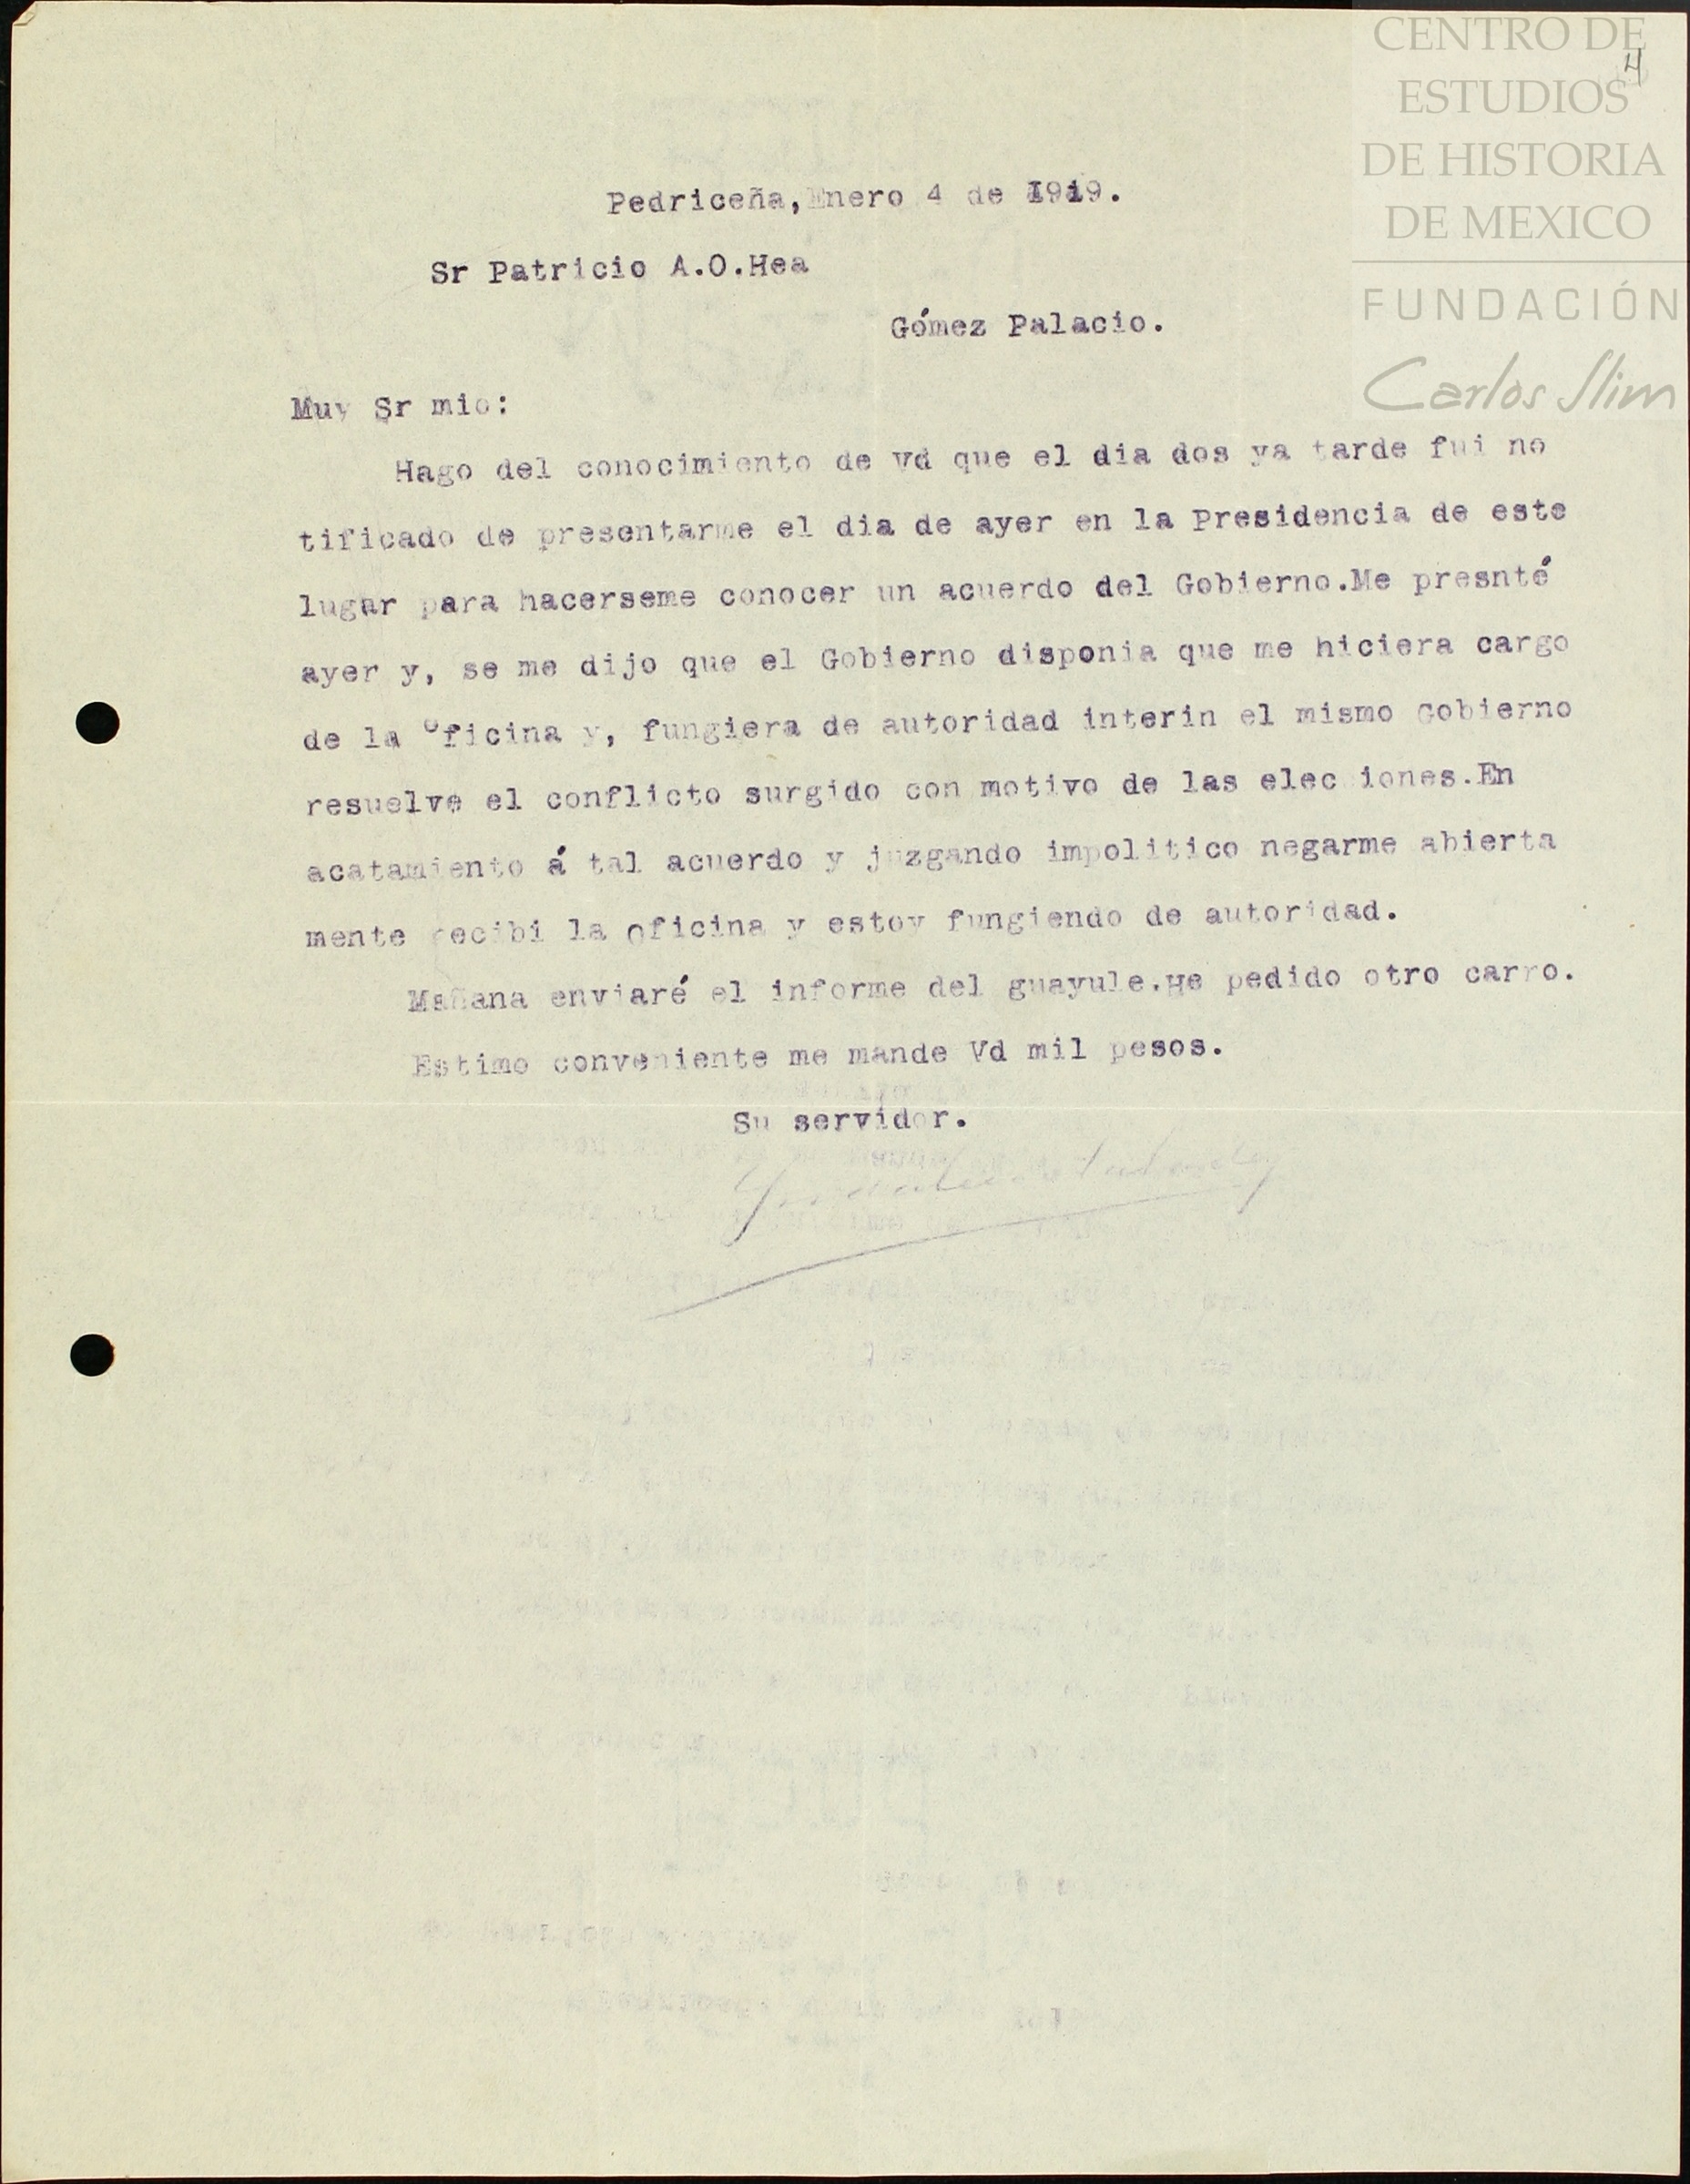 CENTRO DE
ESTUDIOS
DE HISTORIA
DE MEXICO
FUNDACIÓN
Carlos Slim
4
Pedriceña,Enero 4 de 1919.
Sr Patricio A.O.Hea
Gómez Palacio.
Muy Sr mio:
Hago del conocimiento de Vd que el dia dos ya tarde fui no
tificado de presentarme el dia de ayer en la Presidencia de este
lugar para hacerseme conocer un acuerdo del Gobierno.Me presnté
ayer y, se me dijo que el Gobierno disponia que me hiciera cargo
de la Oficina y, fungiera de autoridad interin el mismo Gobierno
resuelve el conflicto surgido con motivo de las elec iones.En
acatamiento á tal acuerdo y juzgando impolitico negarme abierta
mente recibi la Oficina y estoy fungiendo de autoridad.
Mañana enviaré el informe del guayule.He pedido otro carro.
Estimo conveniente me mande Vd mil pesos.
Su servidor.